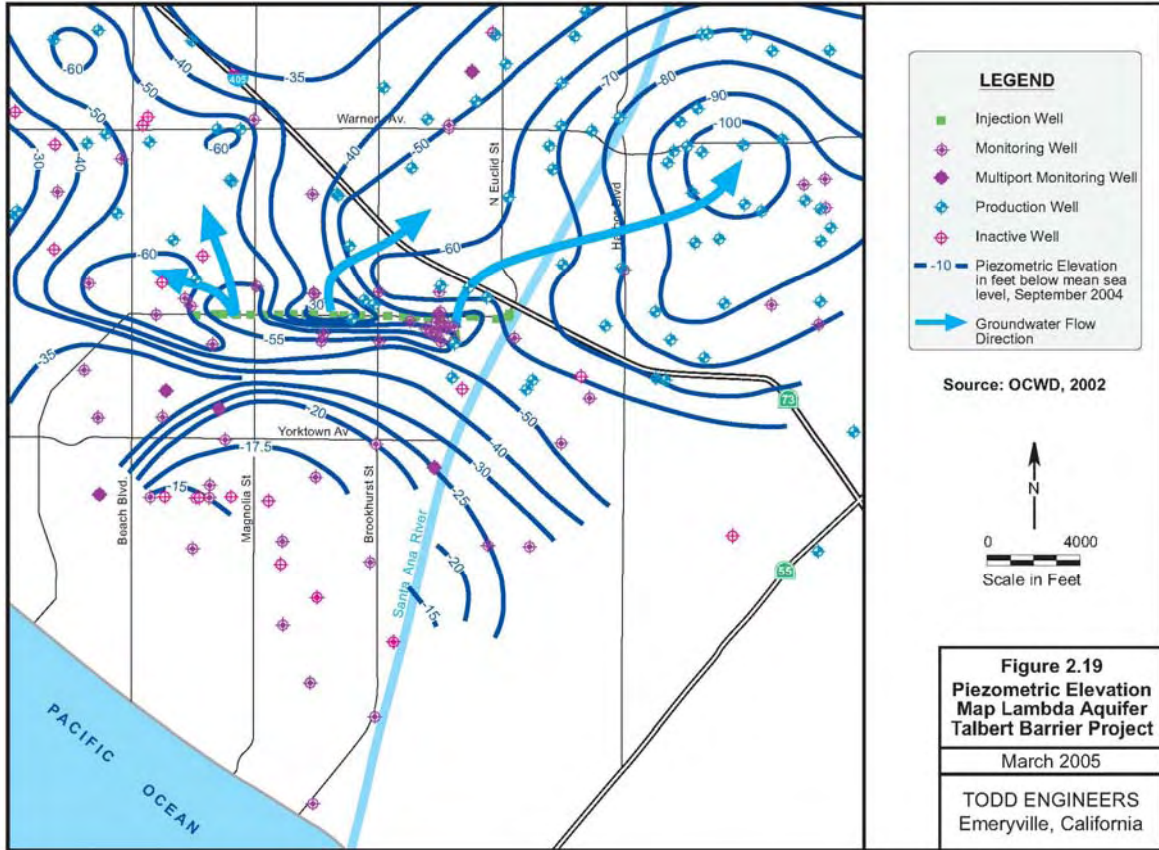 -60
-40
-50
-35
405
-70
-80
-90
-100
Warner Av.
-50
-60
-40
-30
-40
-50
N Euclid St
-60
-60
-30
-55
-35
-50
-40
-30
-25
-20
-17.5
-15
Yorktown Av
Beach Blvd.
Magnolia St
Brookhurst St
Santa Ana River
-20
-15
73
55
PACIFIC
OCEAN
LEGEND
Injection Well
Monitoring Well
Multiport Monitoring Well
Production Well
Inactive Well
-10 Piezometric Elevation
in feet below mean sea
level, September 2004
Groundwater Flow
Direction
Source: OCWD, 2002
N
0 4000
Scale in Feet
Figure 2.19
Piezometric Elevation
Map Lambda Aquifer
Talbert Barrier Project
March 2005
TODD ENGINEERS
Emeryville, California